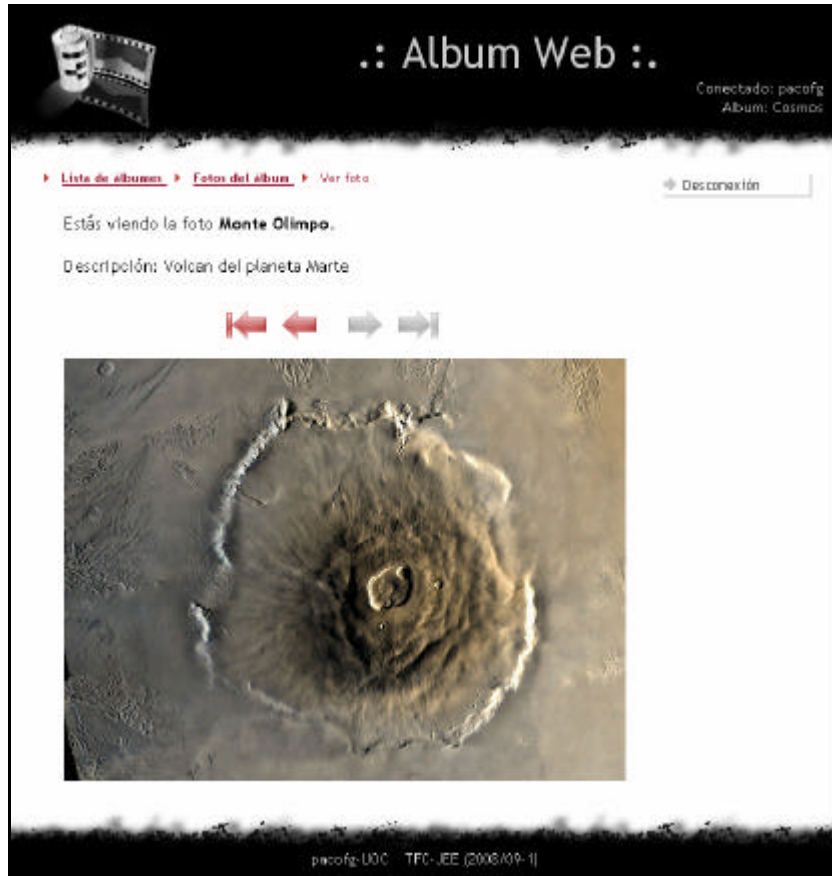 .: Album Web :.
Conectado: pacofg
Album: Cosmos
Lista de álbumes Fotos del álbum Ver foto
Desconexión
Estás viendo la foto Monte Olimpo.
Descripción: Volcan del planeta Marte
pacofg-UOC TFC-JEE (2008/09-1)